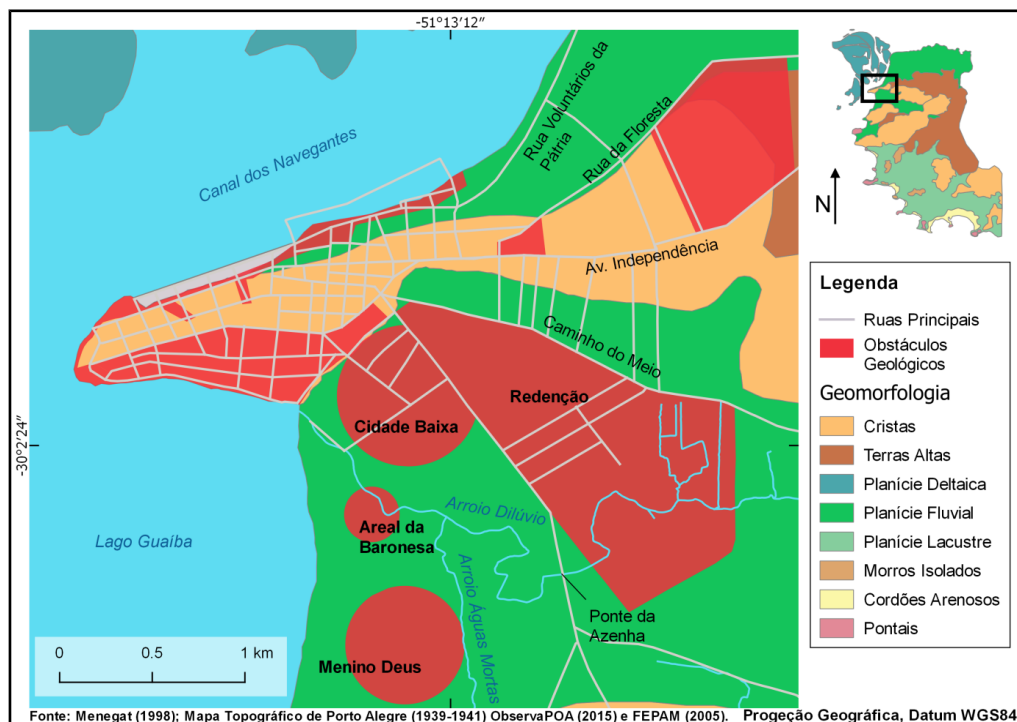 -51°13'12"
-30°2'24"
Canal dos Navegantes
Rua Voluntários da
Pátria
Rua da Floresta
Av. Independência
Caminho do Meio
Redenção
Cidade Baixa
Arroio Dilúvio
Areal da
Baronesa
Lago Guaíba
Arroio Águas Mortas
Ponte da
Azenha
Menino Deus
0 0.5 1 km
N
Legenda
Ruas Principais
Obstáculos
Geológicos
Geomorfologia
Cristas
Terras Altas
Planície Deltaica
Planície Fluvial
Planície Lacustre
Morros Isolados
Cordões Arenosos
Pontais
Fonte: Menegat (1998); Mapa Topográfico de Porto Alegre (1939-1941) ObservaPOA (2015) e FEPAM (2005). Progeção Geográfica, Datum WGS84